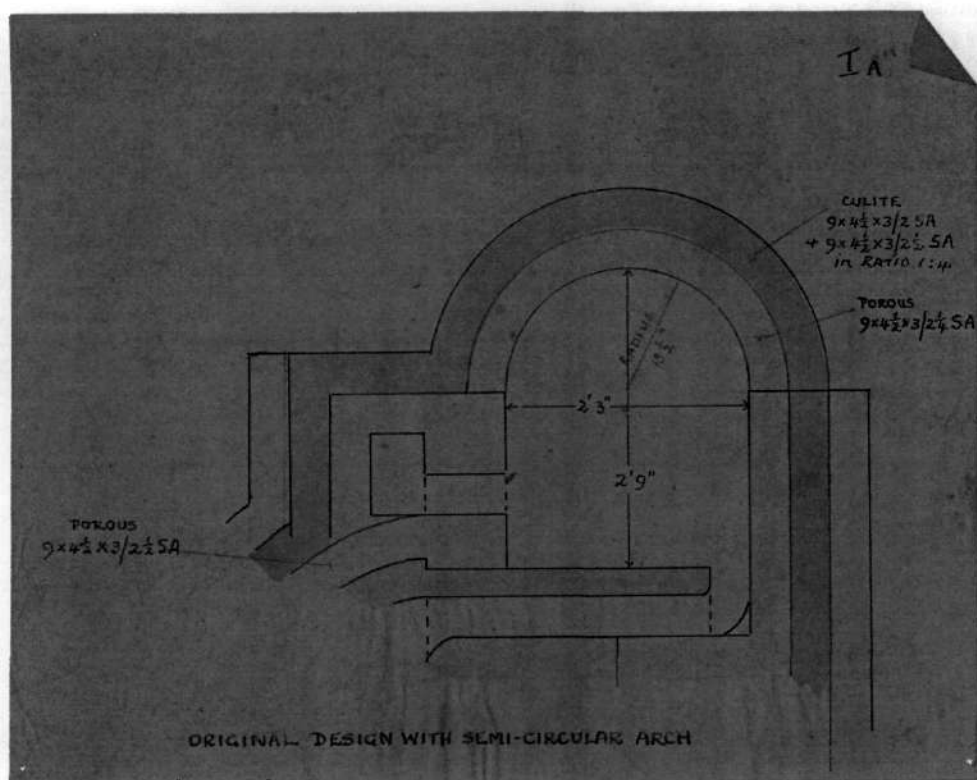 I A
CULITE
9×4½×3/2 SA
+ 9×4½×3/2½ SA
in RATIO 1:4
POROUS
9×4½×3/2¼ SA
RADIUS
13½"
2'3"
2'9"
POROUS
9×4½×3/2½ SA
ORIGINAL DESIGN WITH SEMI-CIRCULAR ARCH